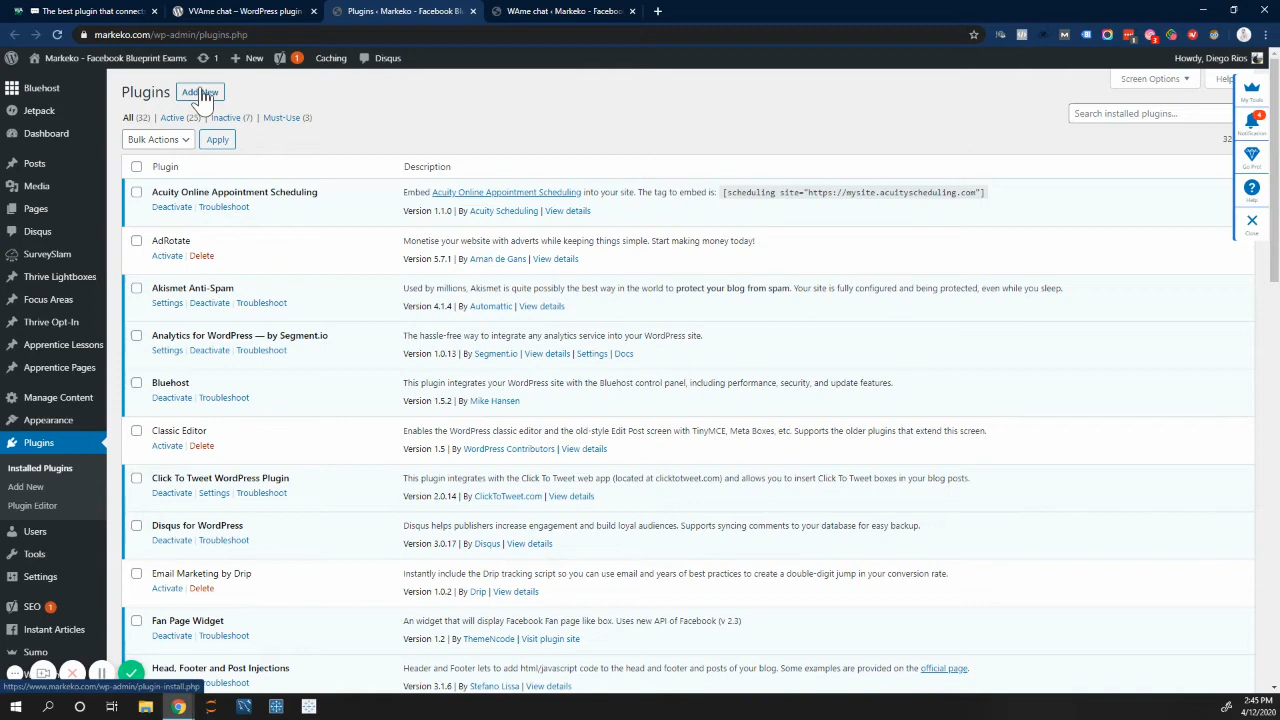 The best plugin that connect
VVAme chat – WordPress plugin
Plugins ‹ Markeko - Facebook Blu
WAme chat ‹ Markeko - Faceboo
markeko.com/wp-admin/plugins.php
Markeko - Facebook Blueprint Exams
1
New
1
Caching
Disqus
Howdy, Diego Rios
Bluehost
Jetpack
Dashboard
Posts
Media
Pages
Disqus
SurveySlam
Thrive Lightboxes
Focus Areas
Thrive Opt-In
Apprentice Lessons
Apprentice Pages
Manage Content
Appearance
Plugins
Installed Plugins
Add New
Plugin Editor
Users
Tools
Settings
SEO 1
Instant Articles
Sumo
Plugins
Add New
Screen Options
Help
All (32) | Active (25) | Inactive (7) | Must-Use (3)
Search installed plugins...
Bulk Actions
Apply
32
Plugin
Description
Acuity Online Appointment Scheduling
Deactivate | Troubleshoot
Embed Acuity Online Appointment Scheduling into your site. The tag to embed is: [scheduling site="https://mysite.acuityscheduling.com"]
Version 1.1.0 | By Acuity Scheduling | View details
AdRotate
Activate | Delete
Monetise your website with adverts while keeping things simple. Start making money today!
Version 5.7.1 | By Arnan de Gans | View details
Akismet Anti-Spam
Settings | Deactivate | Troubleshoot
Used by millions, Akismet is quite possibly the best way in the world to protect your blog from spam. Your site is fully configured and being protected, even while you sleep.
Version 4.1.4 | By Automattic | View details
Analytics for WordPress — by Segment.io
Settings | Deactivate | Troubleshoot
The hassle-free way to integrate any analytics service into your WordPress site.
Version 1.0.13 | By Segment.io | View details | Settings | Docs
Bluehost
Deactivate | Troubleshoot
This plugin integrates your WordPress site with the Bluehost control panel, including performance, security, and update features.
Version 1.5.2 | By Mike Hansen
Classic Editor
Activate | Delete
Enables the WordPress classic editor and the old-style Edit Post screen with TinyMCE, Meta Boxes, etc. Supports the older plugins that extend this screen.
Version 1.5 | By WordPress Contributors | View details
Click To Tweet WordPress Plugin
Deactivate | Settings | Troubleshoot
This plugin integrates with the Click To Tweet web app (located at clicktotweet.com) and allows you to insert Click To Tweet boxes in your blog posts.
Version 2.0.14 | By ClickToTweet.com | View details
Disqus for WordPress
Deactivate | Troubleshoot
Disqus helps publishers increase engagement and build loyal audiences. Supports syncing comments to your database for easy backup.
Version 3.0.17 | By Disqus | View details
Email Marketing by Drip
Activate | Delete
Instantly include the Drip tracking script so you can use email and years of best practices to create a double-digit jump in your conversion rate.
Version 1.0.2 | By Drip | View details
Fan Page Widget
Deactivate | Troubleshoot
An widget that will display Facebook Fan page like box. Uses new API of Facebook (v 2.3)
Version 1.2 | By ThemeNcode | Visit plugin site
Head, Footer and Post Injections
Troubleshoot
Header and Footer lets to add html/javascript code to the head and footer and posts of your blog. Some examples are provided on the official page.
Version 3.1.6 | By Stefano Lissa | View details
My Tools
4
Notification
Go Pro!
Help
Close
https://www.markeko.com/wp-admin/plugin-install.php
2:45 PM
4/12/2020